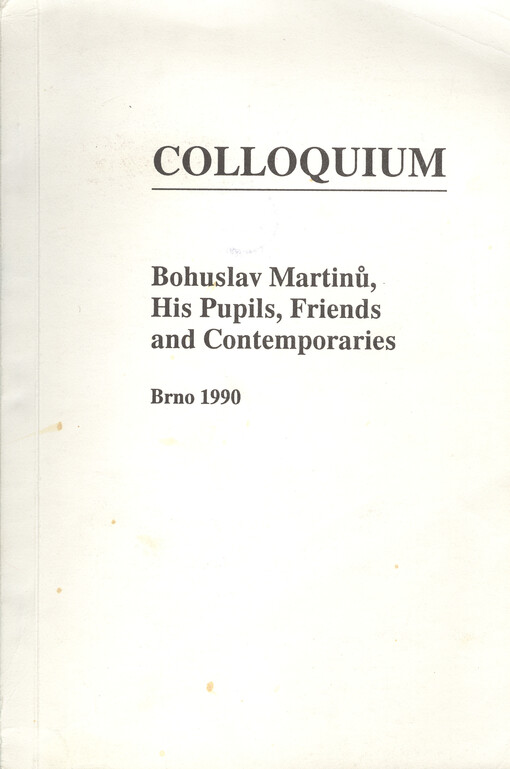 COLLOQUIUM
Bohuslav Martinů,
His Pupils, Friends
and Contemporaries
Brno 1990